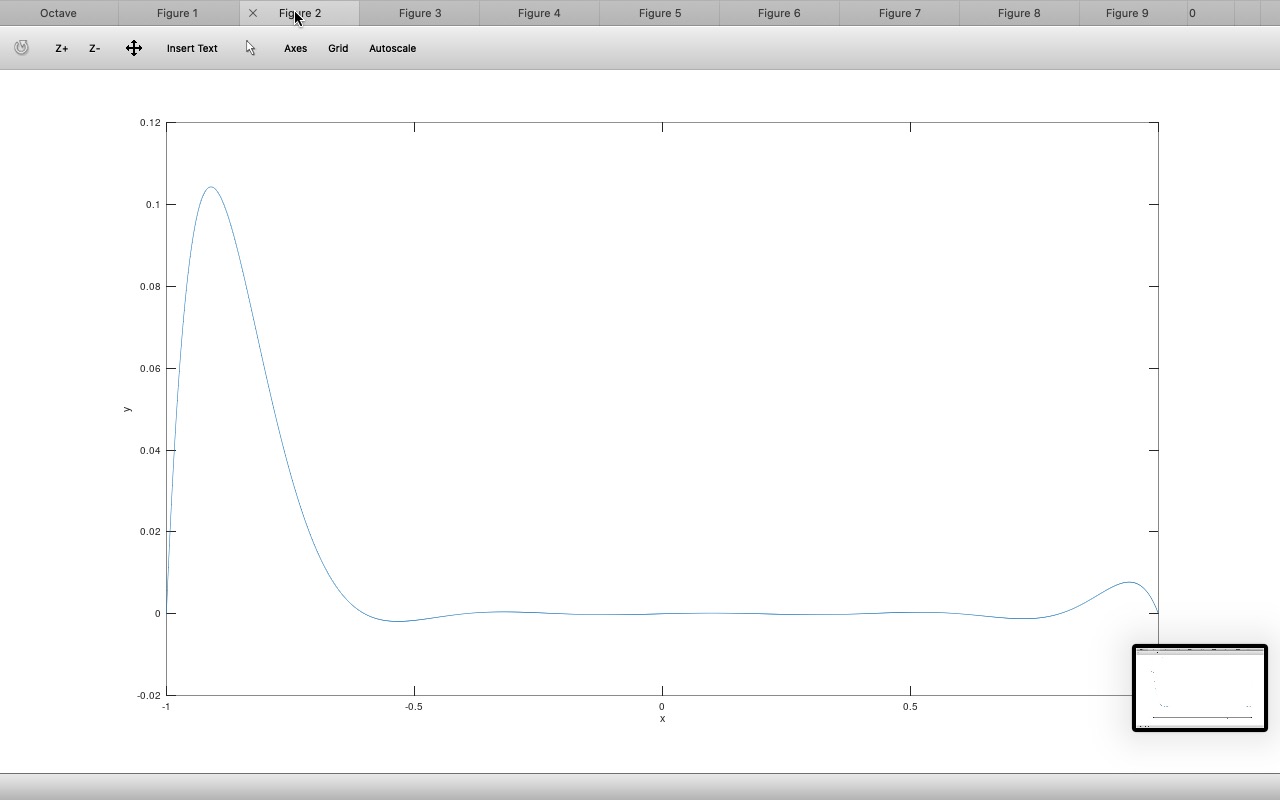 Octave Figure 1 Figure 2 Figure 3 Figure 4 Figure 5 Figure 6 Figure 7 Figure 8 Figure 9 0
Z+ Z- Insert Text Axes Grid Autoscale
0.12
0.1
0.08
0.06
y
0.04
0.02
0
-0.02
-1 -0.5 0 0.5
x